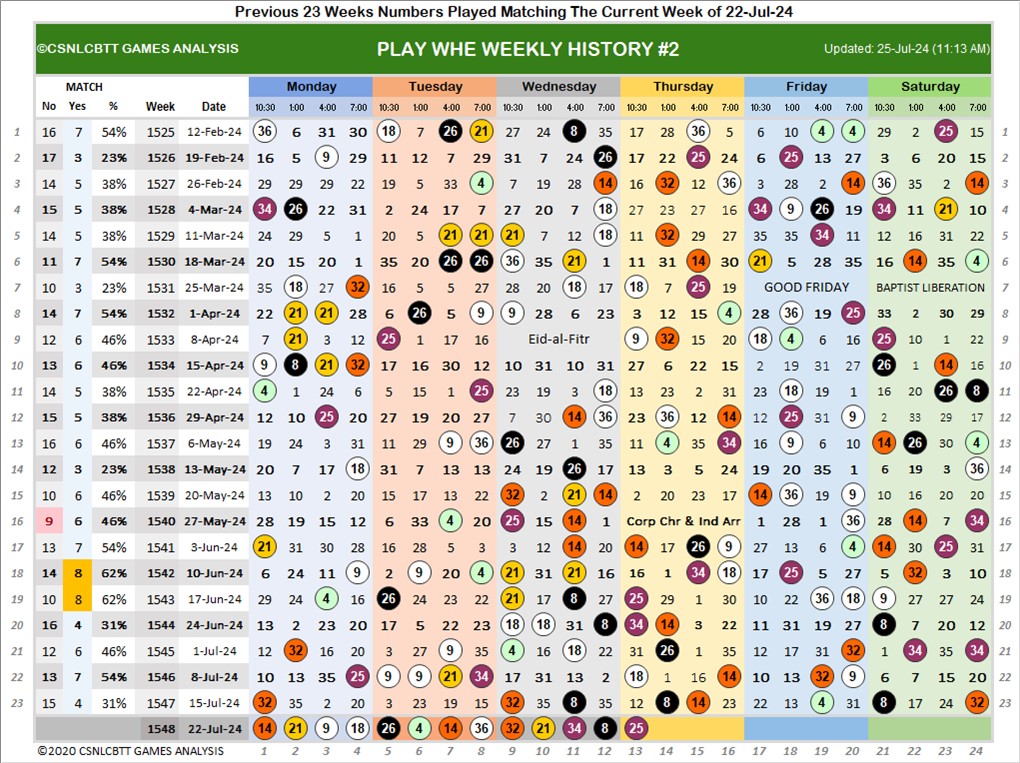 Previous 23 Weeks Numbers Played Matching The Current Week of 22-Jul-24
©CSNLCBTT GAMES ANALYSIS PLAY WHE WEEKLY HISTORY #2 Updated: 25-Jul-24 (11:13 AM)
MATCH Monday Tuesday Wednesday Thursday Friday Saturday
No Yes % Week Date 10:30 1:00 4:00 7:00 10:30 1:00 4:00 7:00 10:30 1:00 4:00 7:00 10:30 1:00 4:00 7:00 10:30 1:00 4:00 7:00 10:30 1:00 4:00 7:00
1 16 7 54% 1525 12-Feb-24 36 6 31 30 18 7 26 21 27 24 8 35 17 28 36 5 6 10 4 4 29 2 25 15 1
2 17 3 23% 1526 19-Feb-24 16 5 9 29 11 12 7 29 31 7 24 26 17 22 25 24 6 25 13 27 3 6 20 15 2
3 14 5 38% 1527 26-Feb-24 29 29 29 22 19 5 33 4 7 19 28 14 16 32 12 36 3 28 2 14 36 35 2 14 3
4 15 5 38% 1528 4-Mar-24 34 26 22 31 2 24 17 7 27 20 7 18 27 23 27 16 34 9 26 19 34 11 21 10 4
5 14 5 38% 1529 11-Mar-24 24 29 5 1 20 5 21 21 21 7 12 18 11 32 27 29 35 35 34 11 12 16 31 22 5
6 11 7 54% 1530 18-Mar-24 20 15 20 1 35 20 26 26 36 35 21 1 11 31 14 30 21 5 28 35 16 14 35 4 6
7 10 3 23% 1531 25-Mar-24 35 18 27 32 16 5 5 27 28 20 18 17 18 7 25 19 GOOD FRIDAY BAPTIST LIBERATION 7
8 14 7 54% 1532 1-Apr-24 22 21 21 28 6 26 5 9 9 28 6 23 3 12 15 4 28 36 19 25 33 2 30 29 8
9 12 6 46% 1533 8-Apr-24 7 21 3 12 25 1 17 16 Eid-al-Fitr 9 32 15 20 18 4 6 29 25 10 1 22 9
10 13 6 46% 1534 15-Apr-24 9 8 21 32 17 16 30 12 10 31 10 31 27 6 22 15 2 19 31 27 26 1 14 16 10
11 14 5 38% 1535 22-Apr-24 4 1 24 6 5 15 1 25 23 19 3 18 13 23 2 31 23 18 29 31 16 20 26 8 11
12 15 5 38% 1536 29-Apr-24 12 10 25 20 27 19 20 27 7 30 14 36 23 36 12 14 12 25 31 9 2 33 29 17 12
13 16 6 46% 1537 6-May-24 19 24 3 31 11 29 9 36 26 27 1 35 11 4 35 34 16 9 6 10 14 26 30 4 13
14 12 3 23% 1538 13-May-24 20 7 17 18 31 7 13 13 24 19 26 17 13 3 5 24 19 20 35 1 6 19 3 36 14
15 10 6 46% 1539 20-May-24 13 10 2 20 15 17 13 22 32 2 21 14 2 20 23 17 14 36 19 9 10 16 20 20 15
16 9 6 46% 1540 27-May-24 28 19 15 12 6 33 4 20 25 15 14 1 Corp Chr & Ind Arr 1 28 1 36 28 14 7 34 16
17 13 7 54% 1541 3-Jun-24 21 31 30 28 16 28 5 3 3 12 14 20 14 17 26 9 27 13 6 4 14 30 25 31 17
18 14 8 62% 1542 10-Jun-24 6 24 11 9 2 9 20 4 21 31 21 16 16 1 34 18 17 25 5 27 5 32 3 10 18
19 10 8 62% 1543 17-Jun-24 29 24 4 16 26 24 23 22 21 17 8 27 25 29 1 30 10 22 36 18 9 27 27 24 19
20 16 4 31% 1544 24-Jun-24 13 2 23 20 17 5 22 23 18 18 31 8 34 14 20 22 11 31 19 27 8 7 20 12 20
21 12 6 46% 1545 1-Jul-24 12 32 16 20 3 27 9 35 4 16 18 22 31 26 1 35 12 17 31 32 1 34 35 34 21
22 13 7 54% 1546 8-Jul-24 10 13 35 25 9 9 21 34 17 31 13 2 18 1 16 14 10 13 32 9 6 7 15 20 22
23 15 4 31% 1547 15-Jul-24 32 35 2 20 3 23 19 15 32 35 8 35 12 8 14 23 22 13 4 31 8 17 24 32 23
1548 22-Jul-24 14 21 9 18 26 4 14 36 32 21 34 8 25
©2020 CSNLCBTT GAMES ANALYSIS 1 2 3 4 5 6 7 8 9 10 11 12 13 14 15 16 17 18 19 20 21 22 23 24